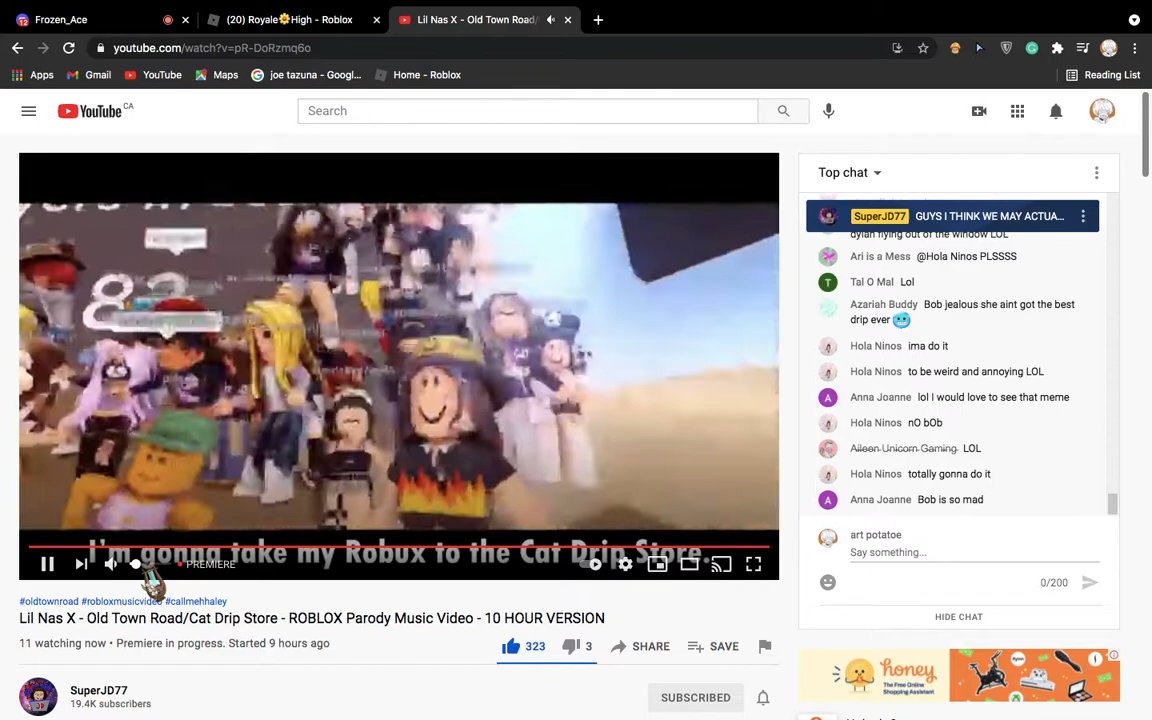 Frozen_Ace
(20) Royale🌼High - Roblox
Lil Nas X - Old Town Road/
youtube.com/watch?v=pR-DoRzmq6o
Apps
Gmail
YouTube
Maps
joe tazuna - Googl...
Home - Roblox
Reading List
YouTube CA
Search
I'm gonna take my Robux to the Cat Drip Store.
PREMIERE
#oldtownroad #robloxmusicvideo #callmehhaley
Lil Nas X - Old Town Road/Cat Drip Store - ROBLOX Parody Music Video - 10 HOUR VERSION
11 watching now • Premiere in progress. Started 9 hours ago
323
3
SHARE
SAVE
SuperJD77
19.4K subscribers
SUBSCRIBED
Top chat
SuperJD77 GUYS I THINK WE MAY ACTUA...
dylan flying out of the window LOL
Ari is a Mess @Hola Ninos PLSSSS
T
Tal O Mal Lol
Azariah Buddy Bob jealous she aint got the best
drip ever
Hola Ninos ima do it
Hola Ninos to be weird and annoying LOL
A
Anna Joanne lol I would love to see that meme
Hola Ninos nO bOb
Aileen Unicorn Gaming LOL
Hola Ninos totally gonna do it
A
Anna Joanne Bob is so mad
art potatoe
Say something...
0/200
HIDE CHAT
honey
The Free Online
Shopping Assistant